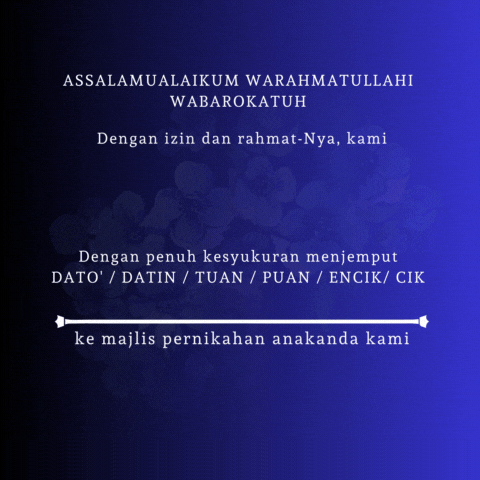 ASSALAMUALAIKUM WARAHMATULLAHI
WABAROKATUH
Dengan izin dan rahmat-Nya, kami
Dengan penuh kesyukuran menjemput
DATO' / DATIN / TUAN / PUAN / ENCIK/ CIK
ke majlis pernikahan anakanda kami